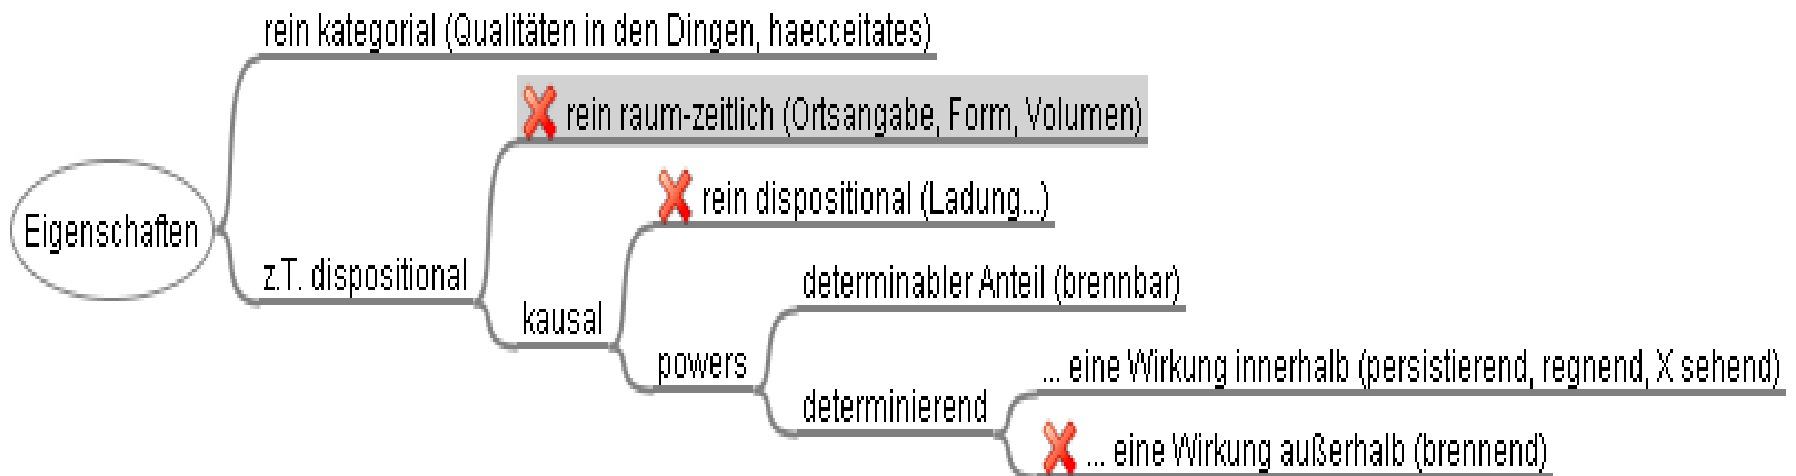 rein kategorial (Qualitäten in den Dingen, haecceitates)
rein raum-zeitlich (Ortsangabe, Form, Volumen)
rein dispositional (Ladung...)
Eigenschaften
z.T. dispositional
determinabler Anteil (brennbar)
kausal
powers
... eine Wirkung innerhalb (persistierend, regnend, X sehend)
determinierend
... eine Wirkung außerhalb (brennend)